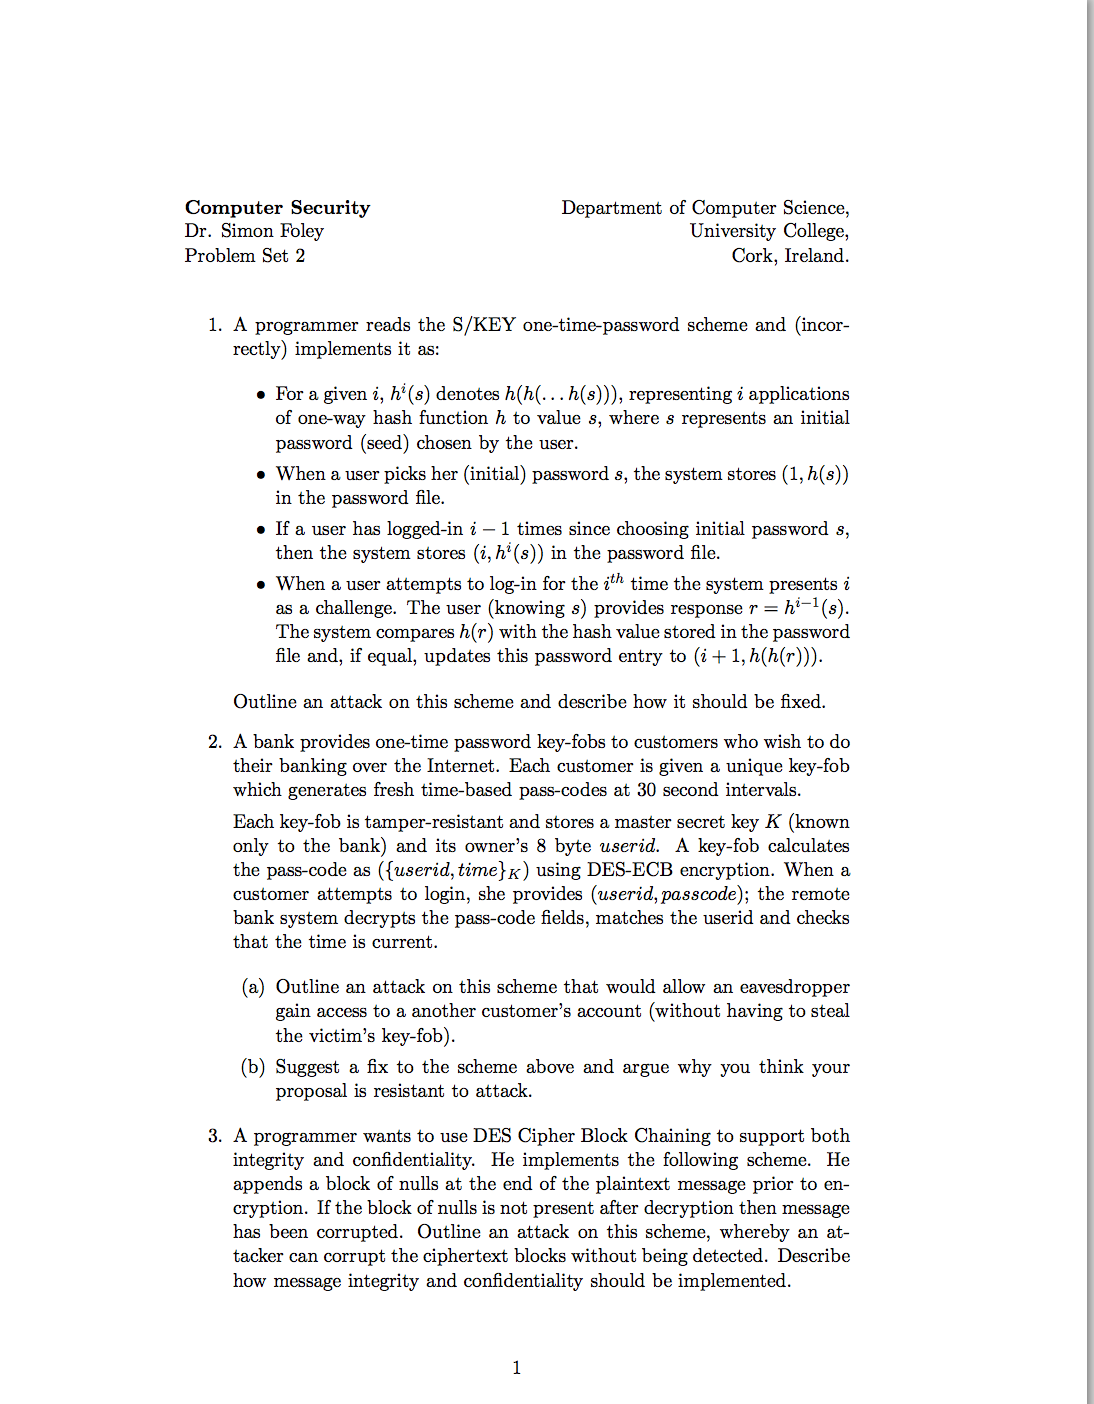 Computer Security
Dr. Simon Foley
Problem Set 2
Department of Computer Science,
University College,
Cork, Ireland.
1. A programmer reads the S/KEY one-time-password scheme and (incor-
rectly) implements it as:
• For a given i, hⁱ(s) denotes h(h(...h(s))), representing i applications
of one-way hash function h to value s, where s represents an initial
password (seed) chosen by the user.
• When a user picks her (initial) password s, the system stores (1, h(s))
in the password file.
• If a user has logged-in i − 1 times since choosing initial password s,
then the system stores (i, hⁱ(s)) in the password file.
• When a user attempts to log-in for the iᵗʰ time the system presents i
as a challenge. The user (knowing s) provides response r = hⁱ⁻¹(s).
The system compares h(r) with the hash value stored in the password
file and, if equal, updates this password entry to (i + 1, h(h(r))).
Outline an attack on this scheme and describe how it should be fixed.
2. A bank provides one-time password key-fobs to customers who wish to do
their banking over the Internet. Each customer is given a unique key-fob
which generates fresh time-based pass-codes at 30 second intervals.
Each key-fob is tamper-resistant and stores a master secret key K (known
only to the bank) and its owner's 8 byte userid. A key-fob calculates
the pass-code as ({userid, time}K) using DES-ECB encryption. When a
customer attempts to login, she provides (userid, passcode); the remote
bank system decrypts the pass-code fields, matches the userid and checks
that the time is current.
(a) Outline an attack on this scheme that would allow an eavesdropper
gain access to a another customer's account (without having to steal
the victim's key-fob).
(b) Suggest a fix to the scheme above and argue why you think your
proposal is resistant to attack.
3. A programmer wants to use DES Cipher Block Chaining to support both
integrity and confidentiality. He implements the following scheme. He
appends a block of nulls at the end of the plaintext message prior to en-
cryption. If the block of nulls is not present after decryption then message
has been corrupted. Outline an attack on this scheme, whereby an at-
tacker can corrupt the ciphertext blocks without being detected. Describe
how message integrity and confidentiality should be implemented.
1